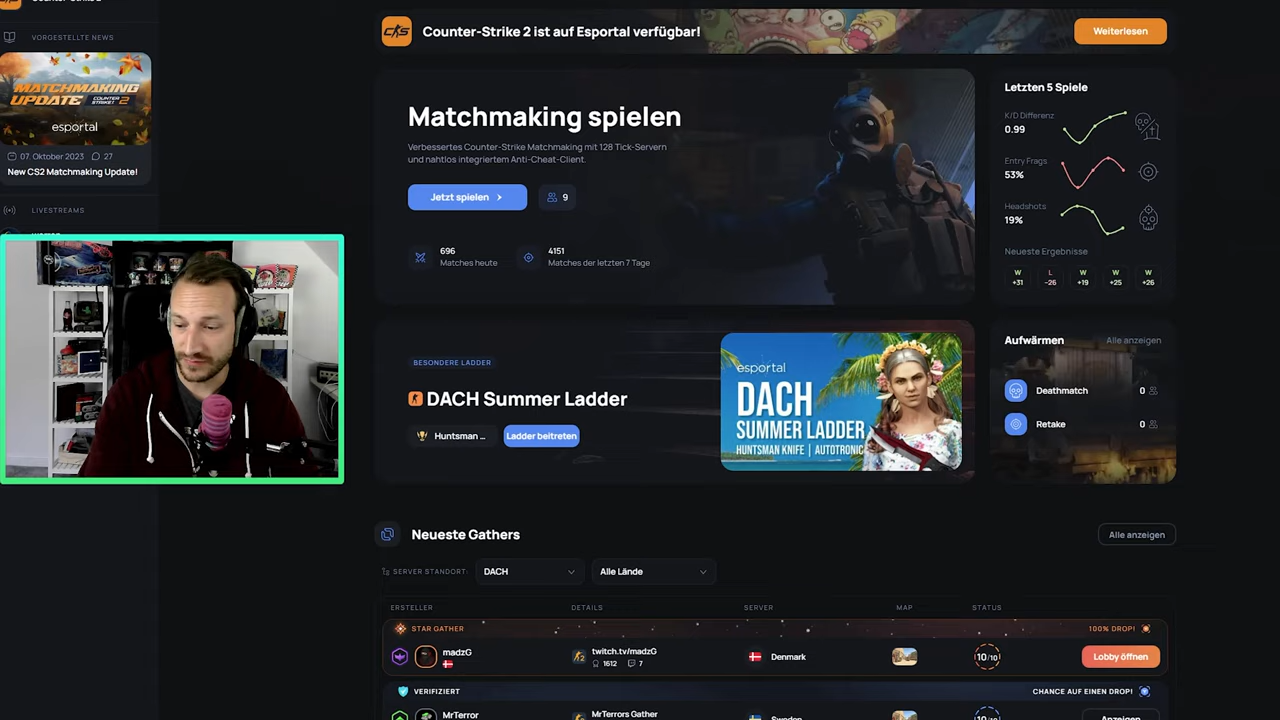 VORGESTELLTE NEWS
MATCHMAKING
UPDATE COUNTER STRIKE 2
esportal
07. Oktober 2023 27
New CS2 Matchmaking Update!
LIVESTREAMS
Counter-Strike 2 ist auf Esportal verfügbar!
Weiterlesen
Matchmaking spielen
Verbessertes Counter-Strike Matchmaking mit 128 Tick-Servern
und nahtlos integriertem Anti-Cheat-Client.
Jetzt spielen
9
696
Matches heute
4151
Matches der letzten 7 Tage
Letzten 5 Spiele
K/D Differenz
0.99
Entry Frags
53%
Headshots
19%
Neueste Ergebnisse
W L W W W
+31 -26 +19 +25 +26
BESONDERE LADDER
DACH Summer Ladder
Huntsman ...
Ladder beitreten
esportal
DACH
SUMMER LADDER
HUNTSMAN KNIFE | AUTOTRONIC
Aufwärmen
Alle anzeigen
Deathmatch 0
Retake 0
Neueste Gathers
Alle anzeigen
SERVER STANDORT: DACH Alle Lände
ERSTELLER DETAILS SERVER MAP STATUS
STAR GATHER 100% DROP!
madzG
twitch.tv/madzG
1612 7
Denmark
10/10
Lobby öffnen
VERIFIZIERT CHANCE AUF EINEN DROP!
MrTerror
MrTerrors Gather
Sweden
10/10
Anzeigen